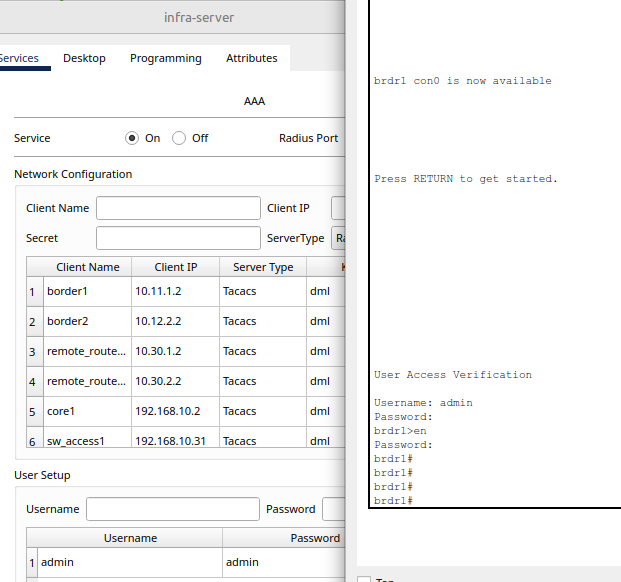 infra-server
Services Desktop Programming Attributes
AAA
Service On Off Radius Port
Network Configuration
Client Name Client IP
Secret ServerType
Client Name Client IP Server Type
1 border1 10.11.1.2 Tacacs dml
2 border2 10.12.2.2 Tacacs dml
3 remote_route... 10.30.1.2 Tacacs dml
4 remote_route... 10.30.2.2 Tacacs dml
5 core1 192.168.10.2 Tacacs dml
6 sw_access1 192.168.10.31 Tacacs dml
User Setup
Username Password
Username Password
1 admin admin
brdr1 con0 is now available
Press RETURN to get started.
User Access Verification
Username: admin
Password:
brdr1>en
Password:
brdr1#
brdr1#
brdr1#
brdr1#
Top